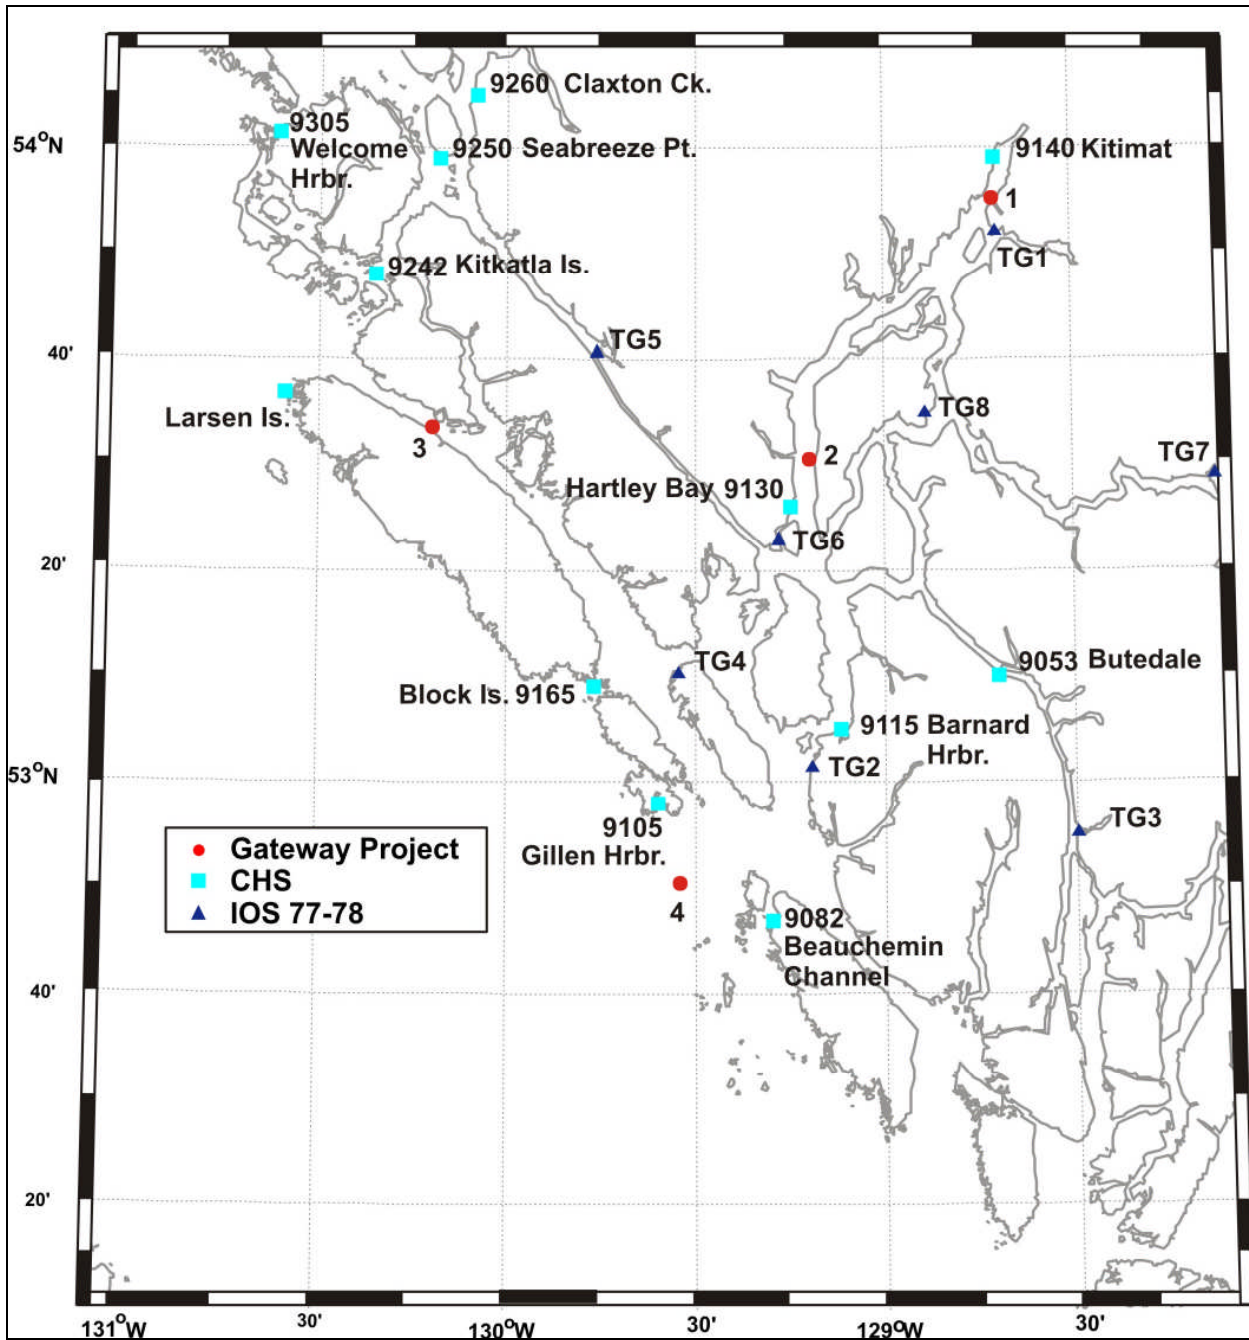 9260 Claxton Ck.
9305
Welcome
Hrbr.
9250 Seabreeze Pt.
9140 Kitimat
54°N
1
TG1
9242 Kitkatla Is.
TG5
40'
Larsen Is.
TG8
3
2
TG7
Hartley Bay 9130
TG6
20'
TG4
9053 Butedale
Block Is. 9165
9115 Barnard
Hrbr.
TG2
53°N
TG3
9105
Gillen Hrbr.
Gateway Project
CHS
IOS 77-78
4
9082
Beauchemin
Channel
40'
20'
131°W
30'
130°W
30'
129°W
30'